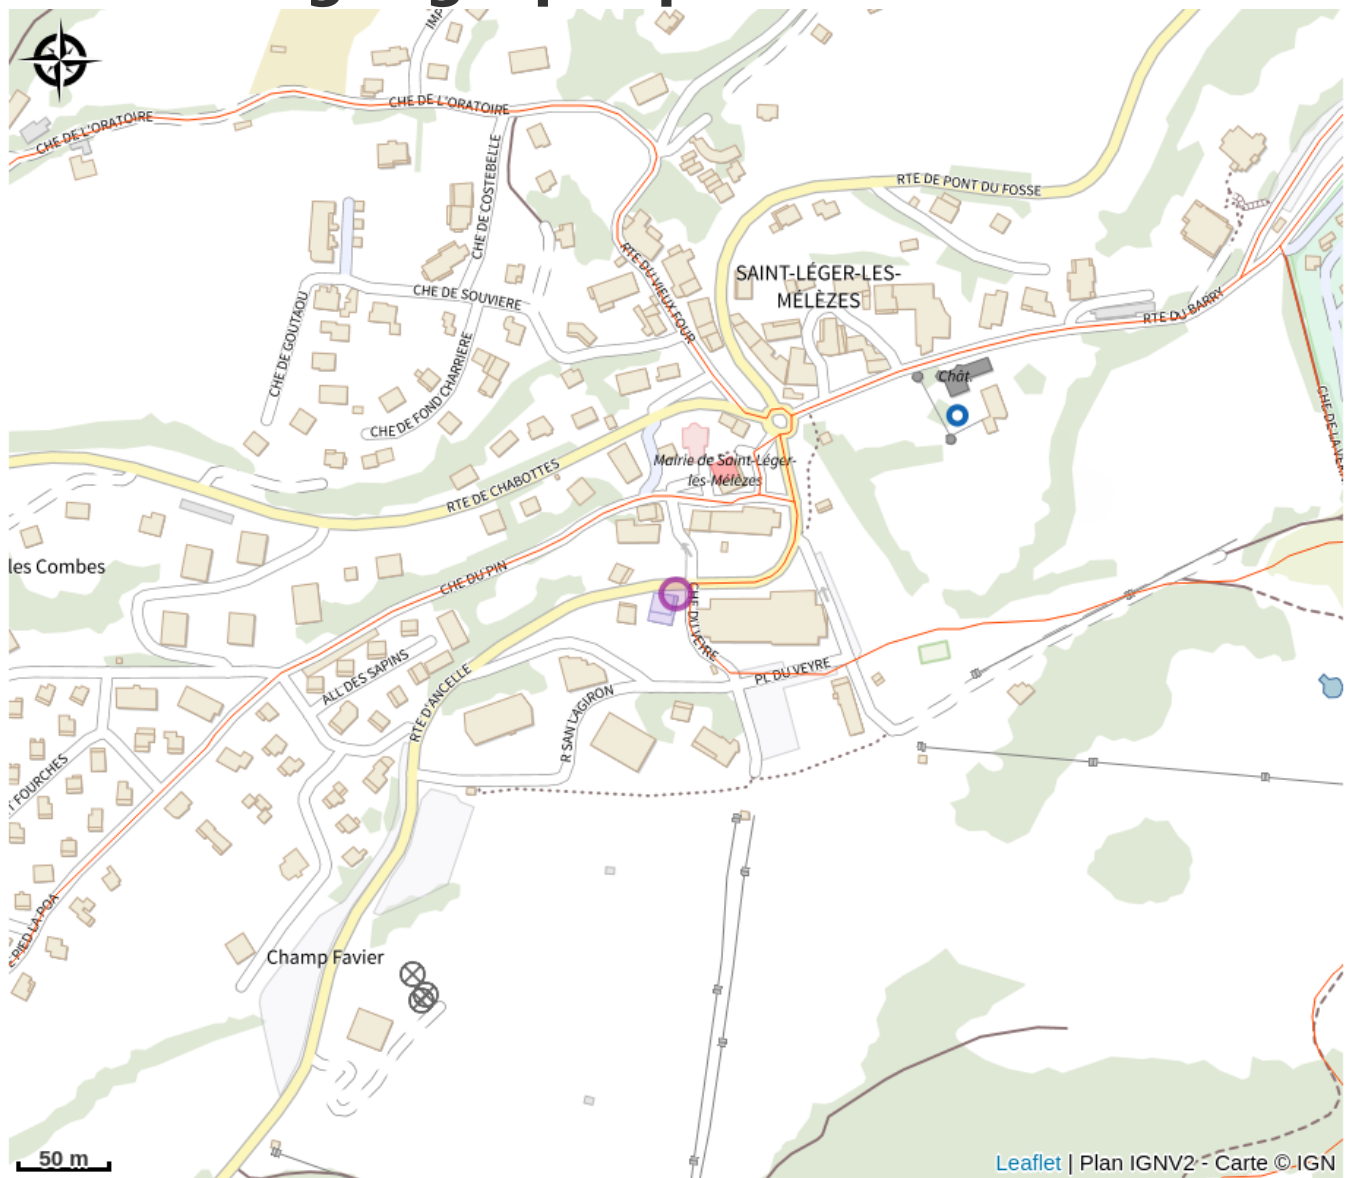 CHE DE L'ORATOIRE
CHE DE L'ORATOIRE
CHE DE COSTEBELLE
RTE DE PONT DU FOSSE
RTE DU VIEUX FOUR
SAINT-LÉGER-LES-
MÉLÈZES
CHE DE SOUVIERE
CHE DE GOUTAOU
CHE DE FOND CHARRIERE
RTE DU BARRY
Chât.
Mairie de Saint-Léger-
les-Mélèzes
RTE DE CHABOTTES
les Combes
CHE DU PIN
CHE DU VEYRE
PL DU VEYRE
ALL DES SAPINS
RTE D'ANCELLE
R SAN LAGIRON
FOURCHES
PIED LA POA
Champ Favier
50 m
Leaflet | Plan IGNV2 - Carte © IGN